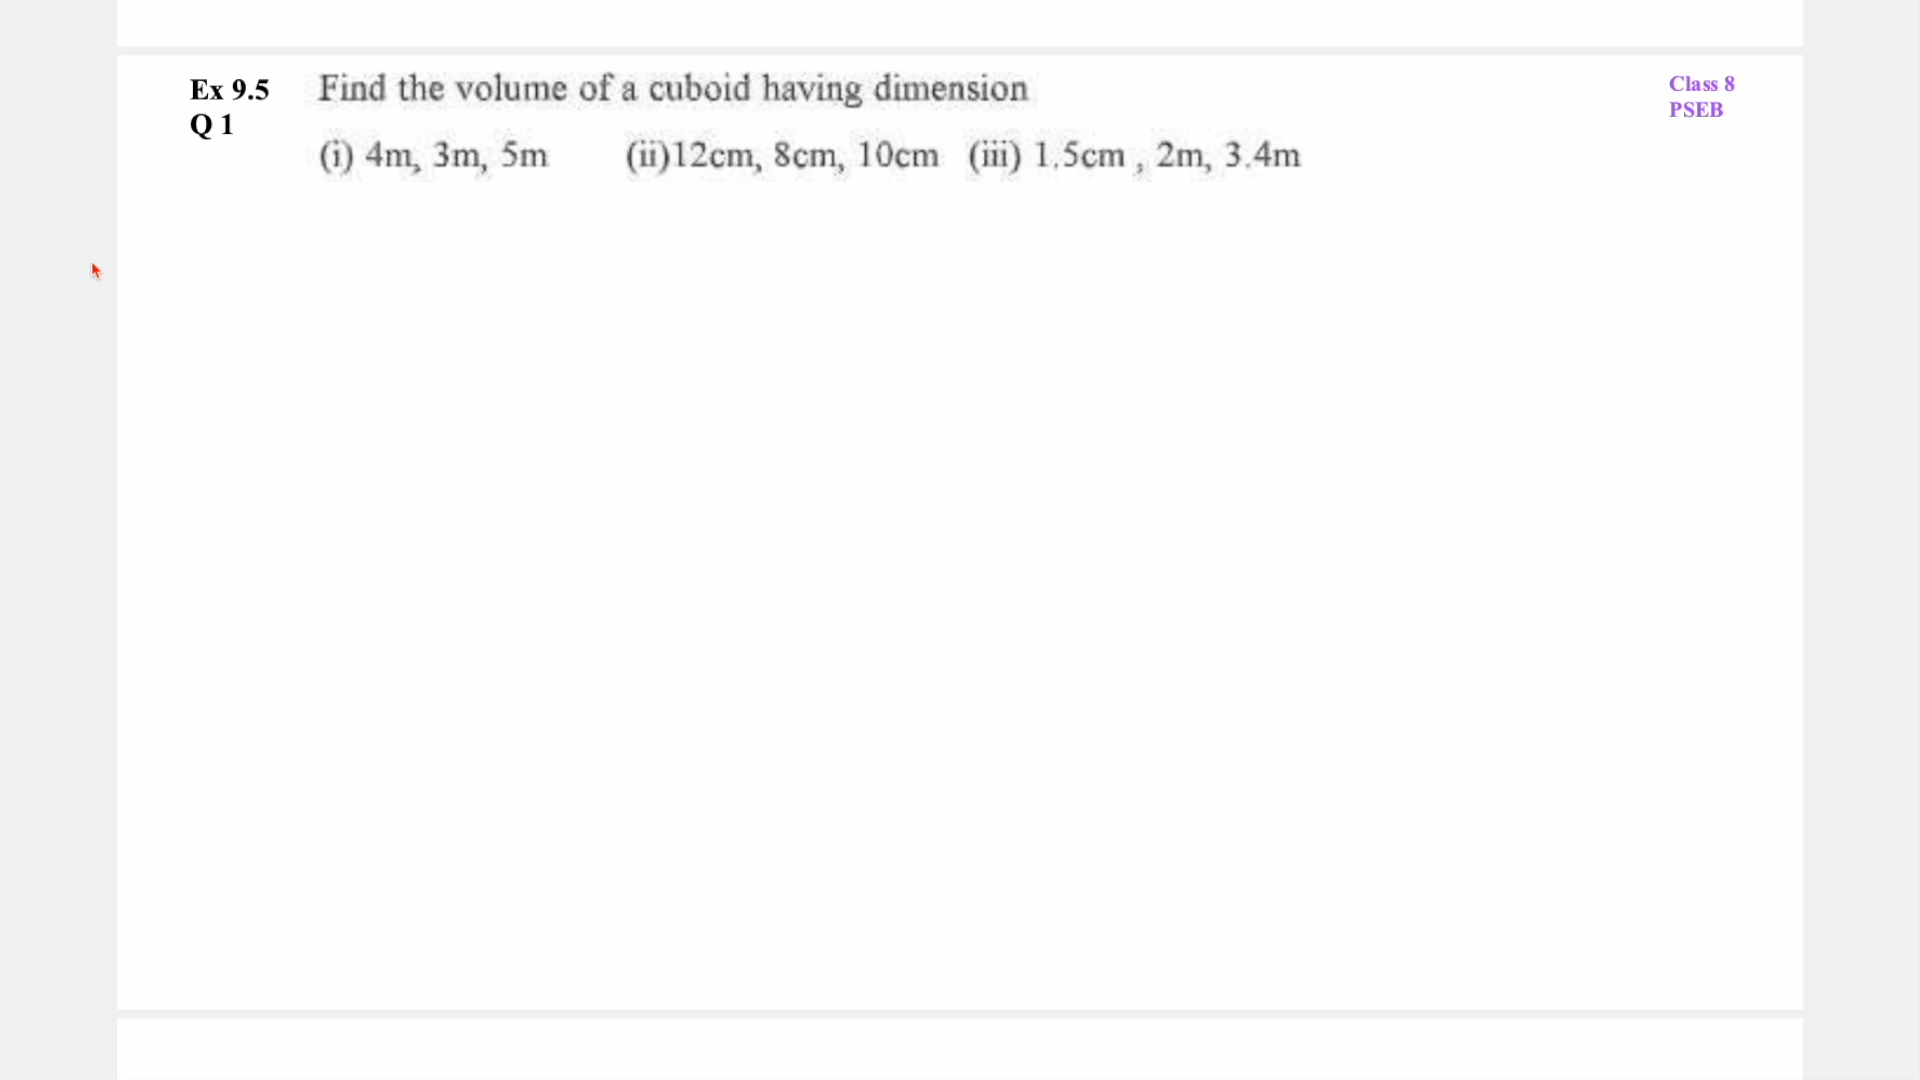 Ex 9.5 Find the volume of a cuboid having dimension
Q 1
(i) 4m, 3m, 5m (ii)12cm, 8cm, 10cm (iii) 1.5cm , 2m, 3.4m
Class 8
PSEB